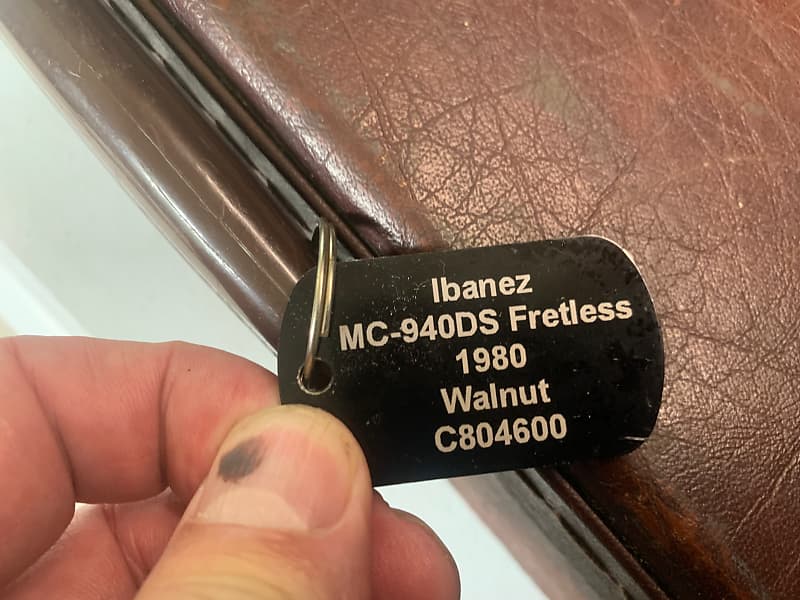 Ibanez
MC-940DS Fretless
1980
Walnut
C804600